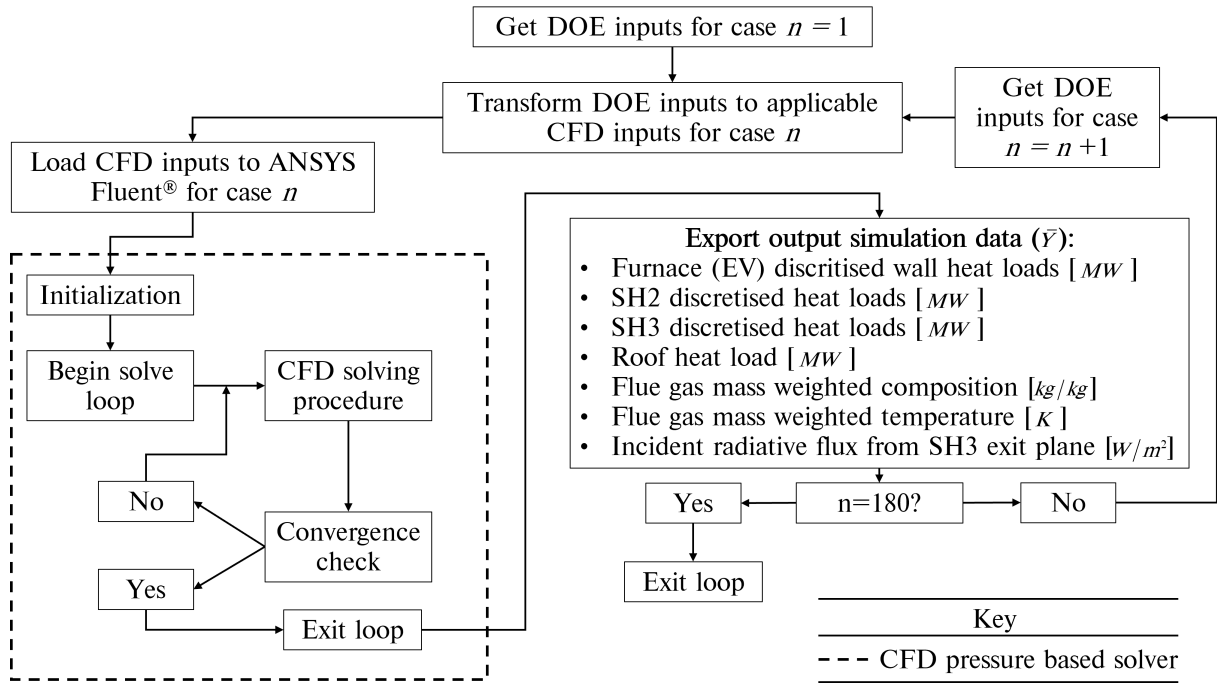 Get DOE inputs for case n = 1
Transform DOE inputs to applicable
CFD inputs for case n
Get DOE
inputs for case
n = n +1
Load CFD inputs to ANSYS
Fluent® for case n
Initialization
Begin solve
loop
CFD solving
procedure
No
Convergence
check
Yes
Exit loop
Export output simulation data (Ȳ):
• Furnace (EV) discritised wall heat loads [ MW ]
• SH2 discretised heat loads [ MW ]
• SH3 discretised heat loads [ MW ]
• Roof heat load [ MW ]
• Flue gas mass weighted composition [kg/kg]
• Flue gas mass weighted temperature [ K ]
• Incident radiative flux from SH3 exit plane [W/m²]
Yes
n=180?
No
Exit loop
Key
CFD pressure based solver